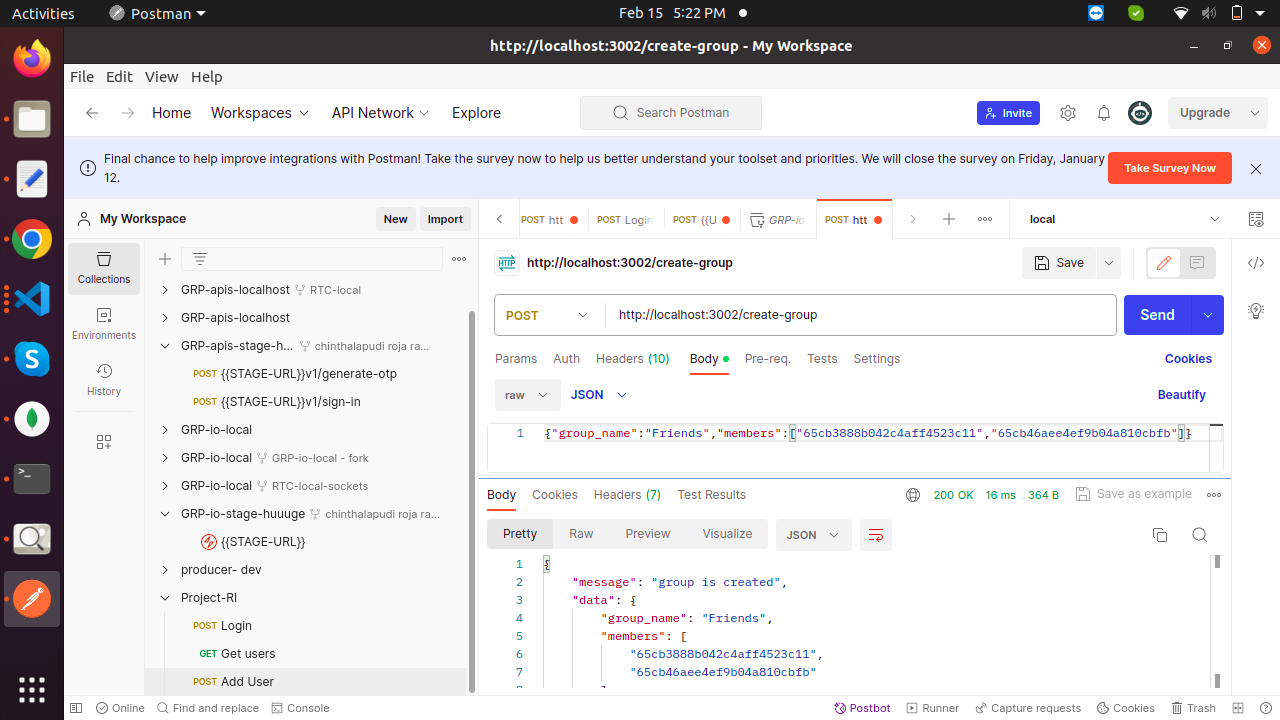 Activities
Postman
Feb 15 5:22 PM
http://localhost:3002/create-group - My Workspace
File Edit View Help
Home Workspaces API Network Explore
Search Postman
Invite
Upgrade
Final chance to help improve integrations with Postman! Take the survey now to help us better understand your toolset and priorities. We will close the survey on Friday, January
12.
Take Survey Now
My Workspace
New Import
POST htt
POST Login
POST {{U
GRP-io
POST htt
local
Collections
Environments
History
GRP-apis-localhost RTC-local
GRP-apis-localhost
GRP-apis-stage-h... chinthalapudi roja ra...
POST {{STAGE-URL}}v1/generate-otp
POST {{STAGE-URL}}v1/sign-in
GRP-io-local
GRP-io-local GRP-io-local - fork
GRP-io-local RTC-local-sockets
GRP-io-stage-huuuge chinthalapudi roja ra...
{{STAGE-URL}}
producer- dev
Project-RI
POST Login
GET Get users
POST Add User
HTTP http://localhost:3002/create-group
Save
POST http://localhost:3002/create-group
Send
Params Auth Headers (10) Body Pre-req. Tests Settings Cookies
raw JSON Beautify
1 {"group_name":"Friends","members":["65cb3888b042c4aff4523c11","65cb46aee4ef9b04a810cbfb"]}
Body Cookies Headers (7) Test Results
200 OK 16 ms 364 B Save as example
Pretty Raw Preview Visualize JSON
1 {
2 "message": "group is created",
3 "data": {
4 "group_name": "Friends",
5 "members": [
6 "65cb3888b042c4aff4523c11",
7 "65cb46aee4ef9b04a810cbfb"
Online Find and replace Console
Postbot Runner Capture requests Cookies Trash